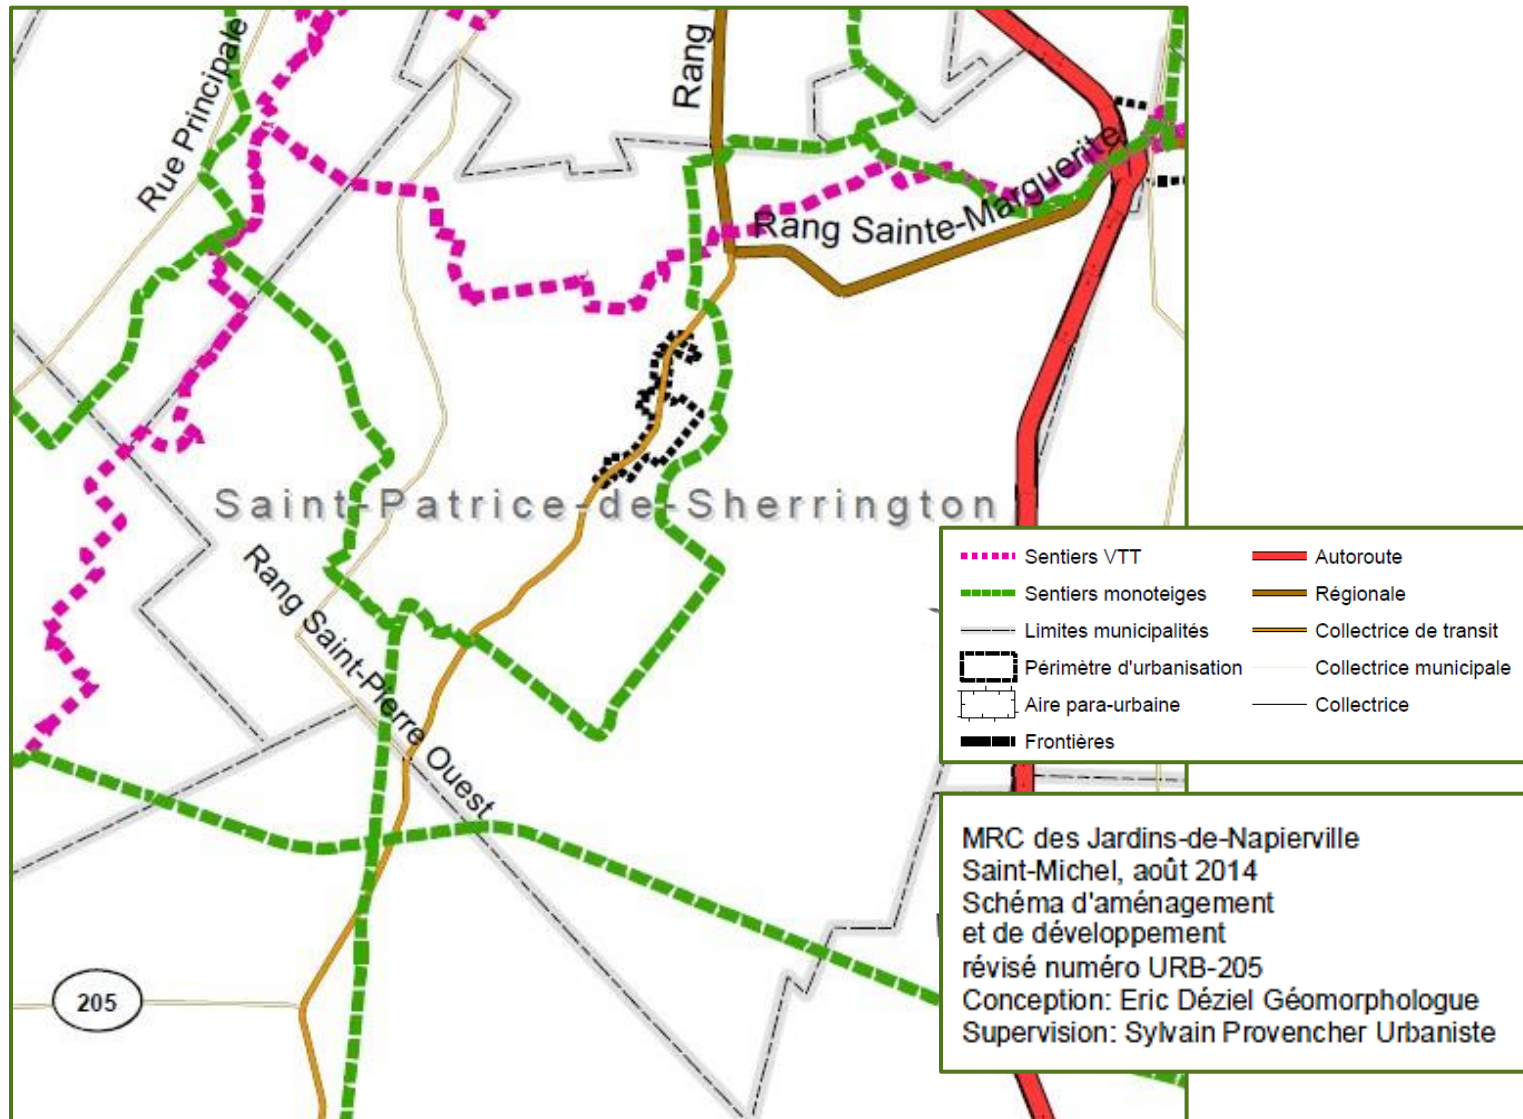 Rue Principale
Rang
Rang Sainte-Marguerite
Saint-Patrice-de-Sherrington
Rang Saint-Pierre Ouest
205
Sentiers VTT
Autoroute
Sentiers monoteiges
Régionale
Limites municipalités
Collectrice de transit
Périmètre d'urbanisation
Collectrice municipale
Aire para-urbaine
Collectrice
Frontières
MRC des Jardins-de-Napierville
Saint-Michel, août 2014
Schéma d'aménagement
et de développement
révisé numéro URB-205
Conception: Eric Déziel Géomorphologue
Supervision: Sylvain Provencher Urbaniste